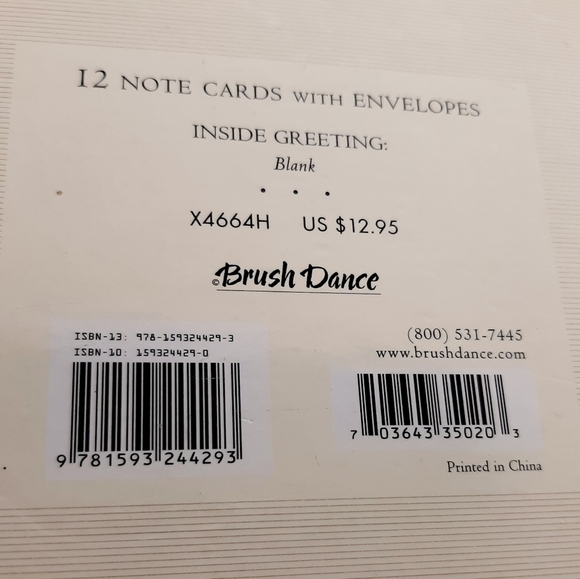 12 NOTE CARDS WITH ENVELOPES
INSIDE GREETING:
Blank
• • •
X4664H US $12.95
©Brush Dance
ISBN-13: 978-159324429-3
ISBN-10: 159324429-0
9 781593 244293
(800) 531-7445
www.brushdance.com
7 03643 35020 3
Printed in China